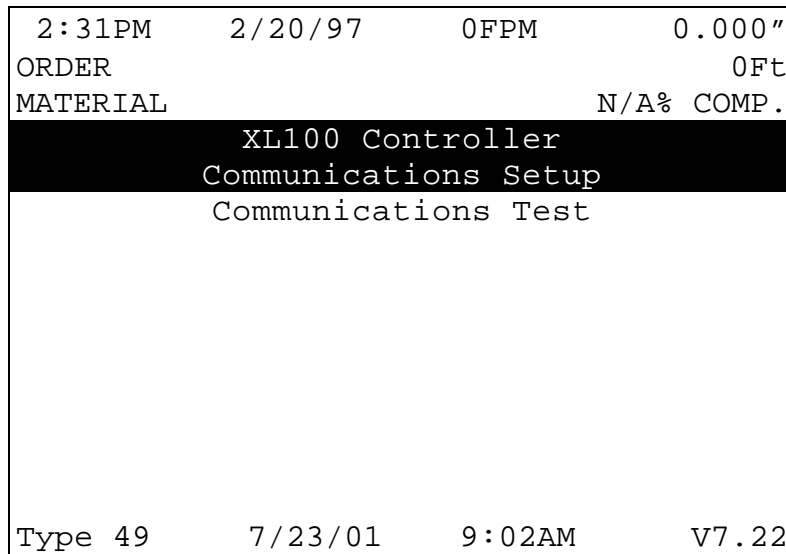 2:31PM 2/20/97 0FPM 0.000"
ORDER 0Ft
MATERIAL N/A% COMP.
XL100 Controller
Communications Setup
Communications Test
Type 49 7/23/01 9:02AM V7.22